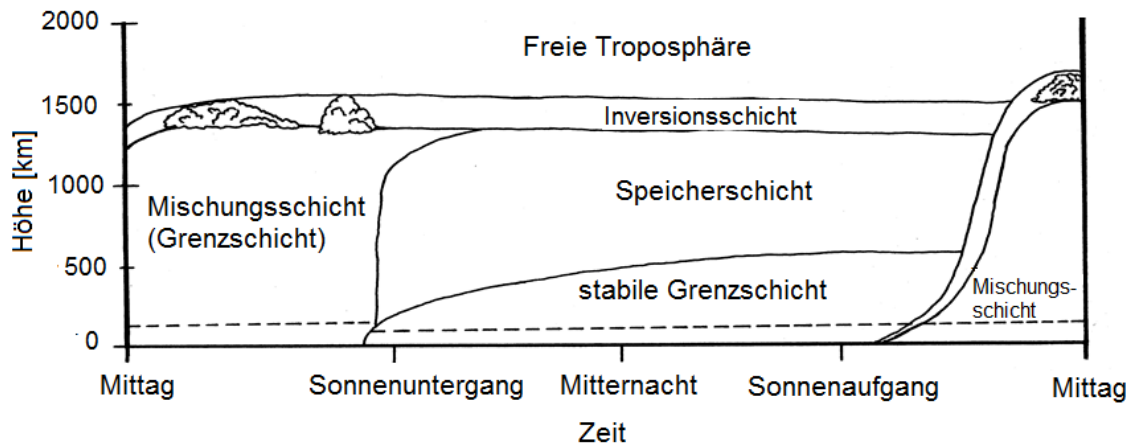 2000
Freie Troposphäre
1500
Inversionsschicht
Höhe [km]
1000
Mischungsschicht
(Grenzschicht)
Speicherschicht
500
stabile Grenzschicht
Mischungs-
schicht
0
Mittag
Sonnenuntergang
Mitternacht
Sonnenaufgang
Mittag
Zeit